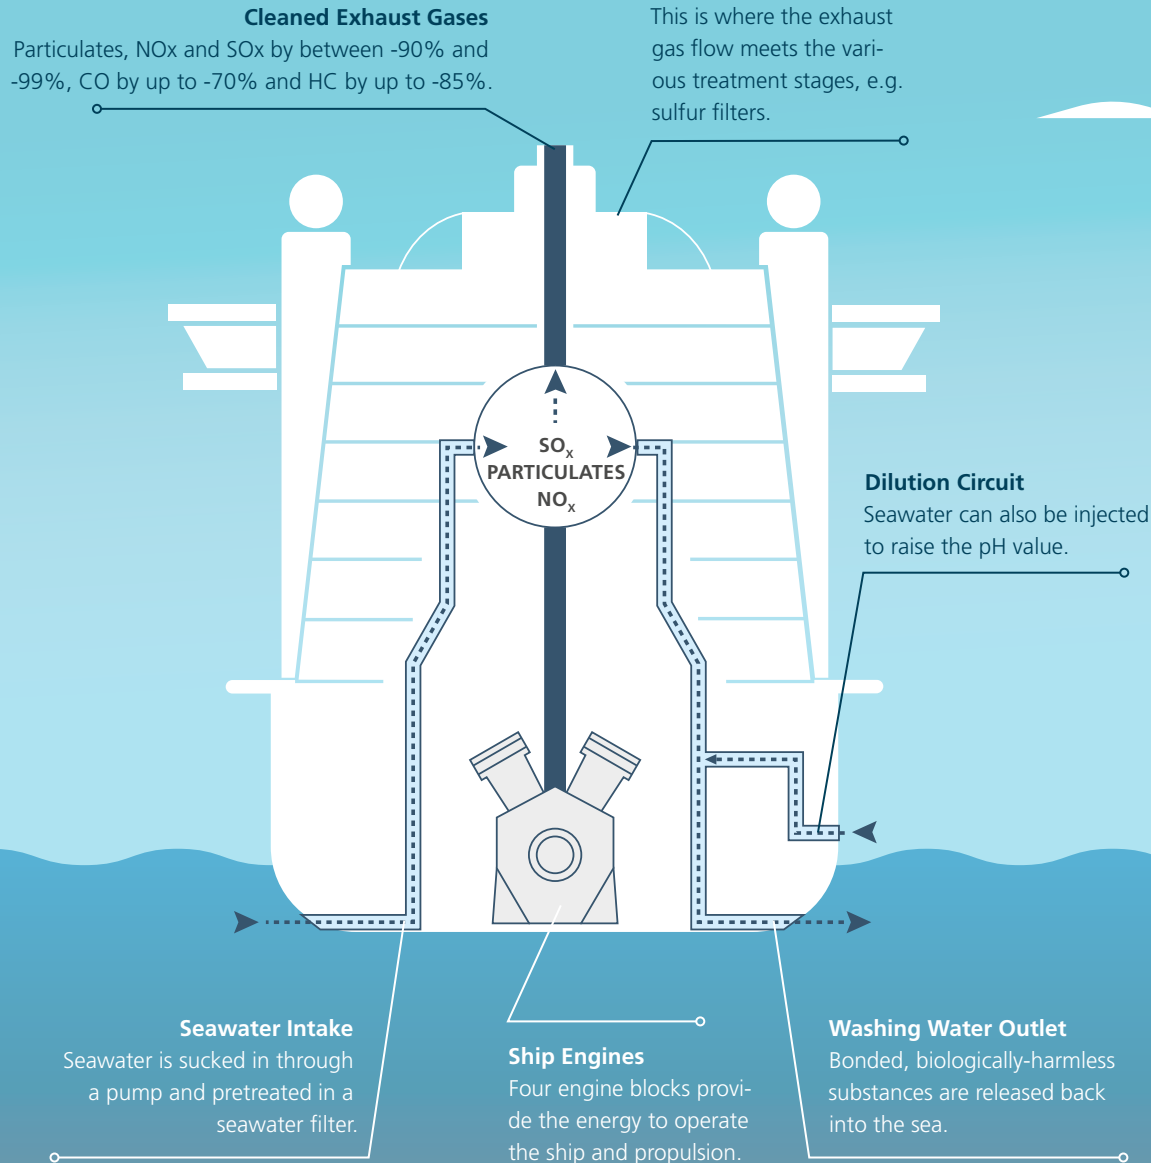 Cleaned Exhaust Gases
Particulates, NOx and SOx by between -90% and
-99%, CO by up to -70% and HC by up to -85%.
This is where the exhaust
gas flow meets the vari-
ous treatment stages, e.g.
sulfur filters.
SOx
PARTICULATES
NOx
Dilution Circuit
Seawater can also be injected
to raise the pH value.
Seawater Intake
Seawater is sucked in through
a pump and pretreated in a
seawater filter.
Ship Engines
Four engine blocks provi-
de the energy to operate
the ship and propulsion.
Washing Water Outlet
Bonded, biologically-harmless
substances are released back
into the sea.